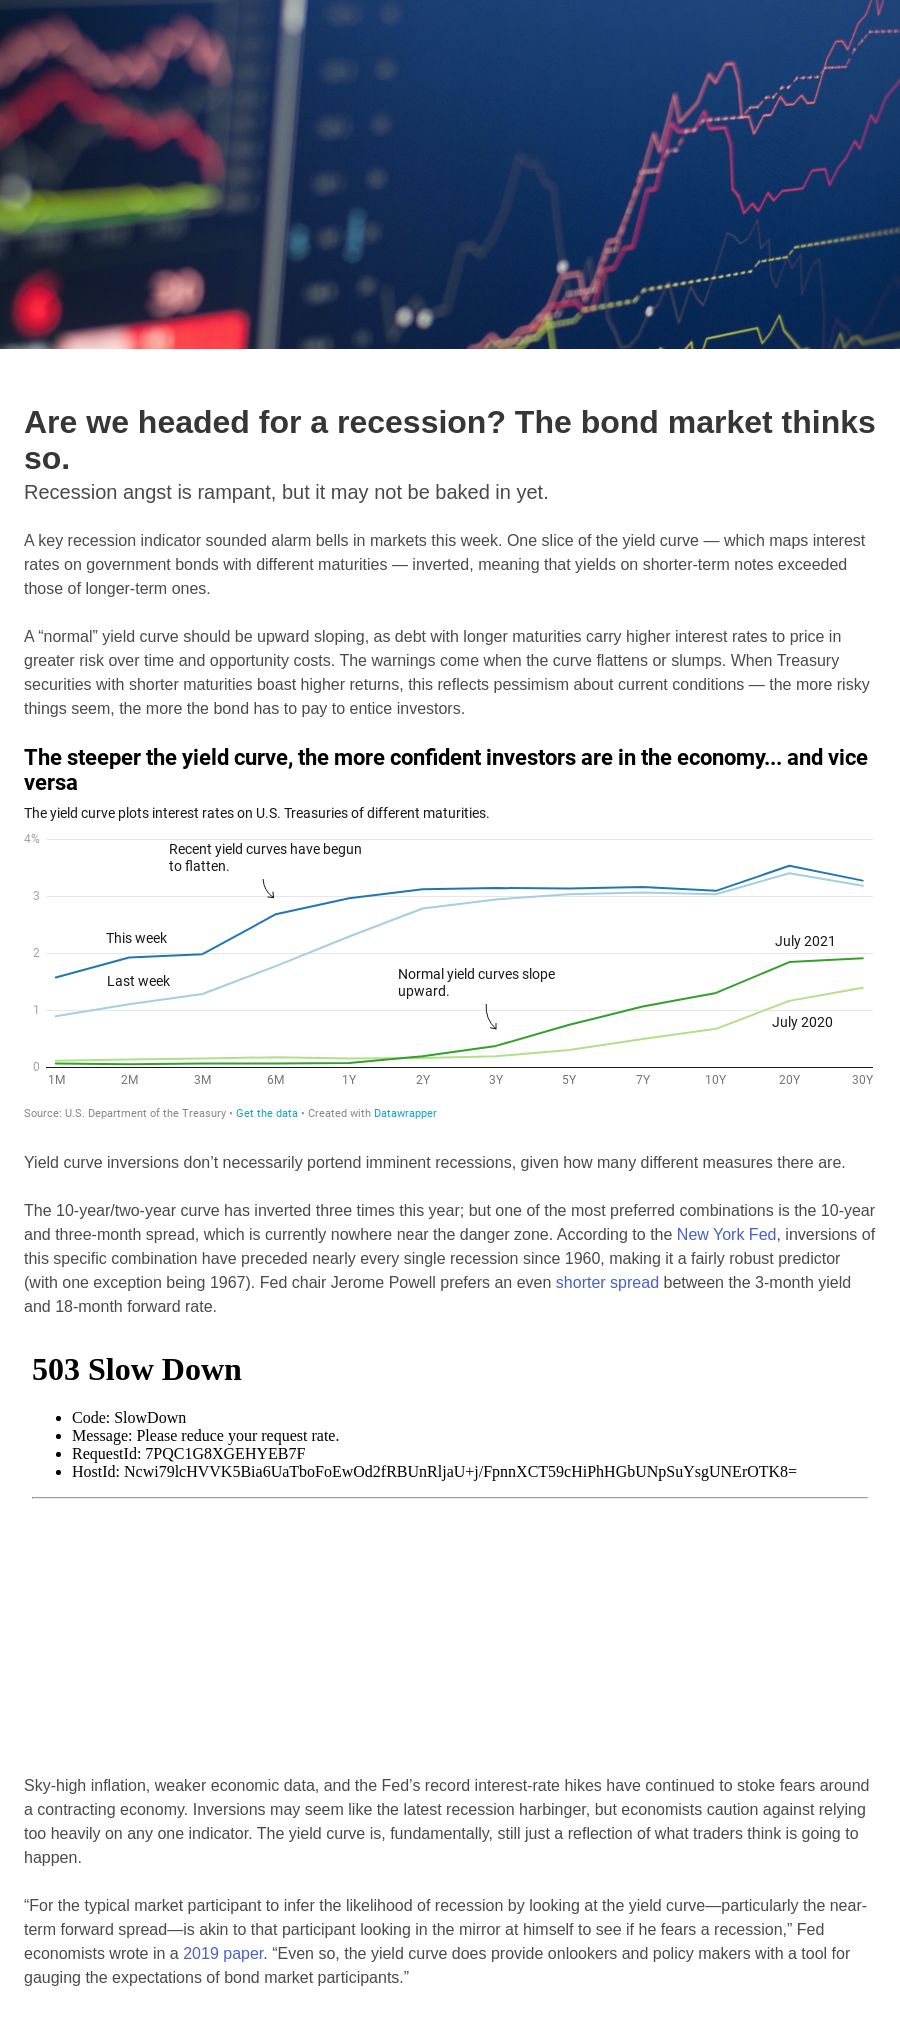 Are we headed for a recession? The bond market thinks
so.
Recession angst is rampant, but it may not be baked in yet.
A key recession indicator sounded alarm bells in markets this week. One slice of the yield curve — which maps interest
rates on government bonds with different maturities — inverted, meaning that yields on shorter-term notes exceeded
those of longer-term ones.
A “normal” yield curve should be upward sloping, as debt with longer maturities carry higher interest rates to price in
greater risk over time and opportunity costs. The warnings come when the curve flattens or slumps. When Treasury
securities with shorter maturities boast higher returns, this reflects pessimism about current conditions — the more risky
things seem, the more the bond has to pay to entice investors.
The steeper the yield curve, the more confident investors are in the economy... and vice
versa
The yield curve plots interest rates on U.S. Treasuries of different maturities.
4%
Recent yield curves have begun
to flatten.
3
This week
2
July 2021
Last week
Normal yield curves slope
upward.
1
July 2020
0
1M 2M 3M 6M 1Y 2Y 3Y 5Y 7Y 10Y 20Y 30Y
Source: U.S. Department of the Treasury • Get the data • Created with Datawrapper
Yield curve inversions don’t necessarily portend imminent recessions, given how many different measures there are.
The 10-year/two-year curve has inverted three times this year; but one of the most preferred combinations is the 10-year
and three-month spread, which is currently nowhere near the danger zone. According to the New York Fed, inversions of
this specific combination have preceded nearly every single recession since 1960, making it a fairly robust predictor
(with one exception being 1967). Fed chair Jerome Powell prefers an even shorter spread between the 3-month yield
and 18-month forward rate.
503 Slow Down
• Code: SlowDown
• Message: Please reduce your request rate.
• RequestId: 7PQC1G8XGEHYEB7F
• HostId: Ncwi79lcHVVK5Bia6UaTboFoEwOd2fRBUnRljaU+j/FpnnXCT59cHiPhHGbUNpSuYsgUNErOTK8=
Sky-high inflation, weaker economic data, and the Fed’s record interest-rate hikes have continued to stoke fears around
a contracting economy. Inversions may seem like the latest recession harbinger, but economists caution against relying
too heavily on any one indicator. The yield curve is, fundamentally, still just a reflection of what traders think is going to
happen.
“For the typical market participant to infer the likelihood of recession by looking at the yield curve—particularly the near-
term forward spread—is akin to that participant looking in the mirror at himself to see if he fears a recession,” Fed
economists wrote in a 2019 paper. “Even so, the yield curve does provide onlookers and policy makers with a tool for
gauging the expectations of bond market participants.”